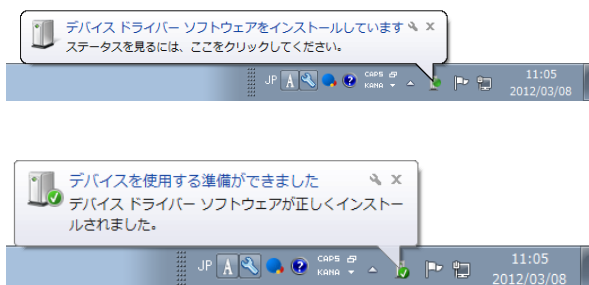 デバイス ドライバー ソフトウェアをインストールしています
ステータスを見るには、ここをクリックしてください。
JP A ? CAPS KANA 11:05
2012/03/08
デバイスを使用する準備ができました
デバイス ドライバー ソフトウェアが正しくインストー
ルされました。
JP A ? CAPS KANA 11:05
2012/03/08